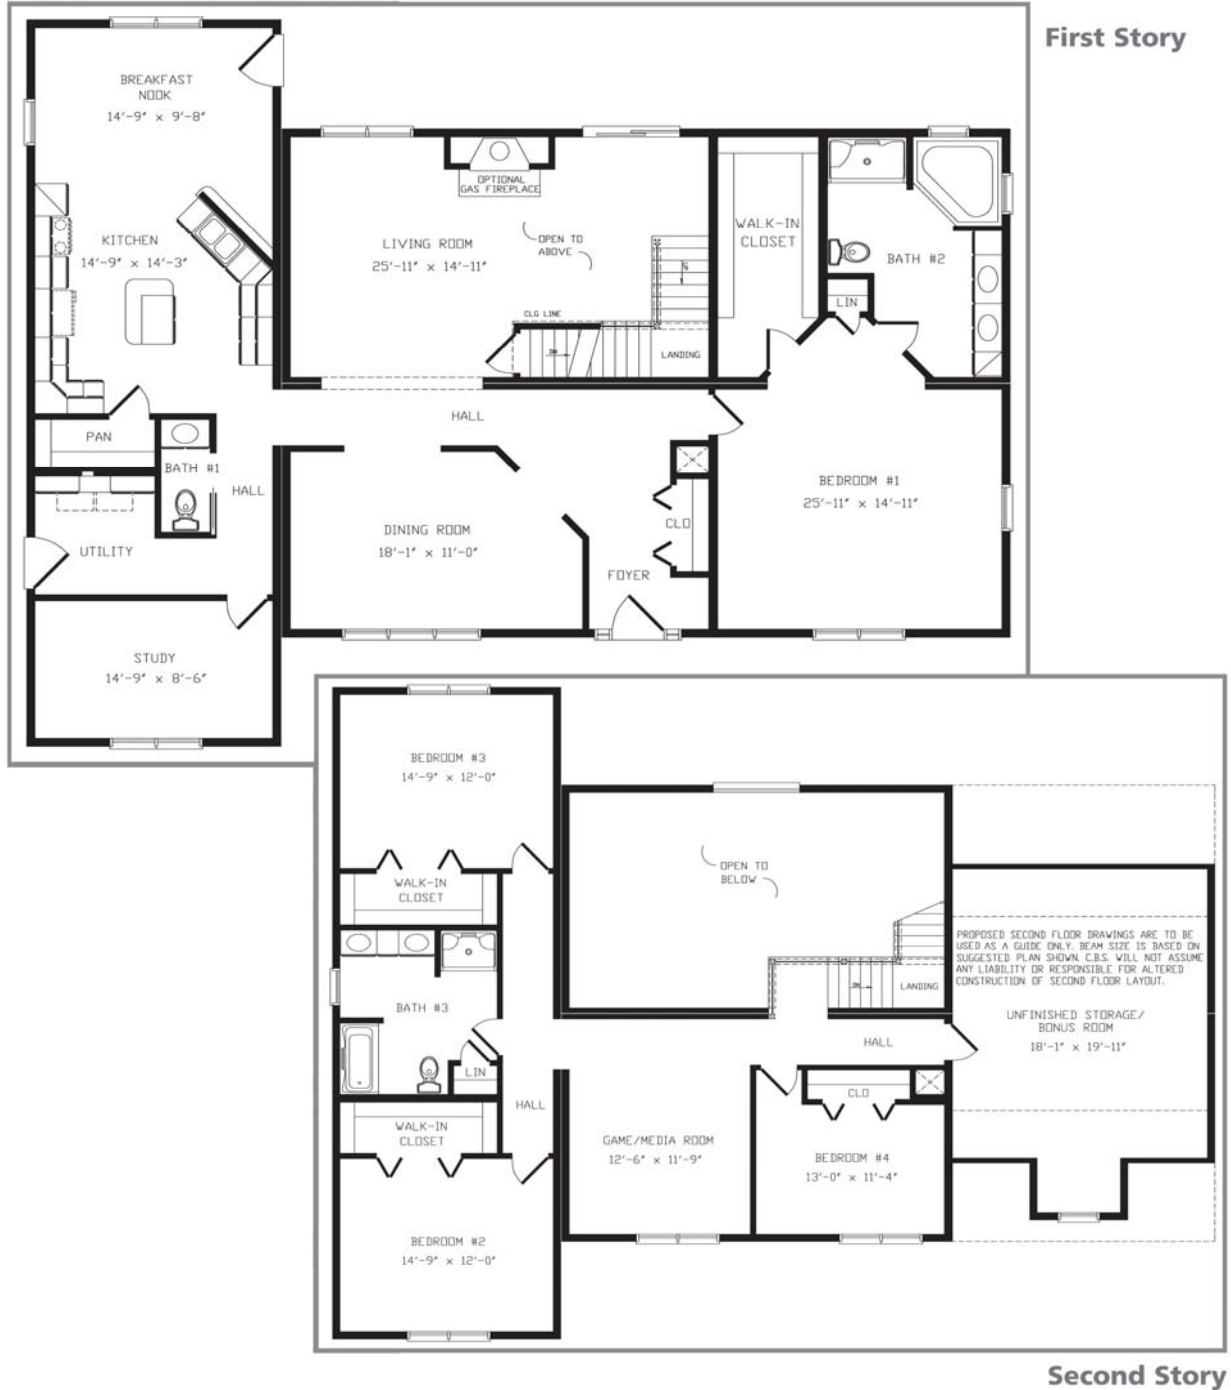 First Story
BREAKFAST
NOOK
14'-9" x 9'-8"
OPTIONAL
GAS FIREPLACE
KITCHEN
14'-9" x 14'-3"
LIVING ROOM
25'-11" x 14'-11"
OPEN TO
ABOVE
UP
WALK-IN
CLOSET
BATH #2
LIN
CLG LINE
DN
LANDING
HALL
PAN
BATH #1
HALL
UTILITY
DINING ROOM
18'-1" x 11'-0"
CLO
FOYER
BEDROOM #1
25'-11" x 14'-11"
STUDY
14'-9" x 8'-6"
BEDROOM #3
14'-9" x 12'-0"
WALK-IN
CLOSET
OPEN TO
BELOW
BATH #3
LIN
HALL
WALK-IN
CLOSET
BEDROOM #2
14'-9" x 12'-0"
DN
LANDING
HALL
CLO
GAME/MEDIA ROOM
12'-6" x 11'-9"
BEDROOM #4
13'-0" x 11'-4"
PROPOSED SECOND FLOOR DRAWINGS ARE TO BE
USED AS A GUIDE ONLY. BEAM SIZE IS BASED ON
SUGGESTED PLAN SHOWN. C.B.S. WILL NOT ASSUME
ANY LIABILITY OR RESPONSIBLE FOR ALTERED
CONSTRUCTION OF SECOND FLOOR LAYOUT.
UNFINISHED STORAGE/
BONUS ROOM
18'-1" x 19'-11"
Second Story